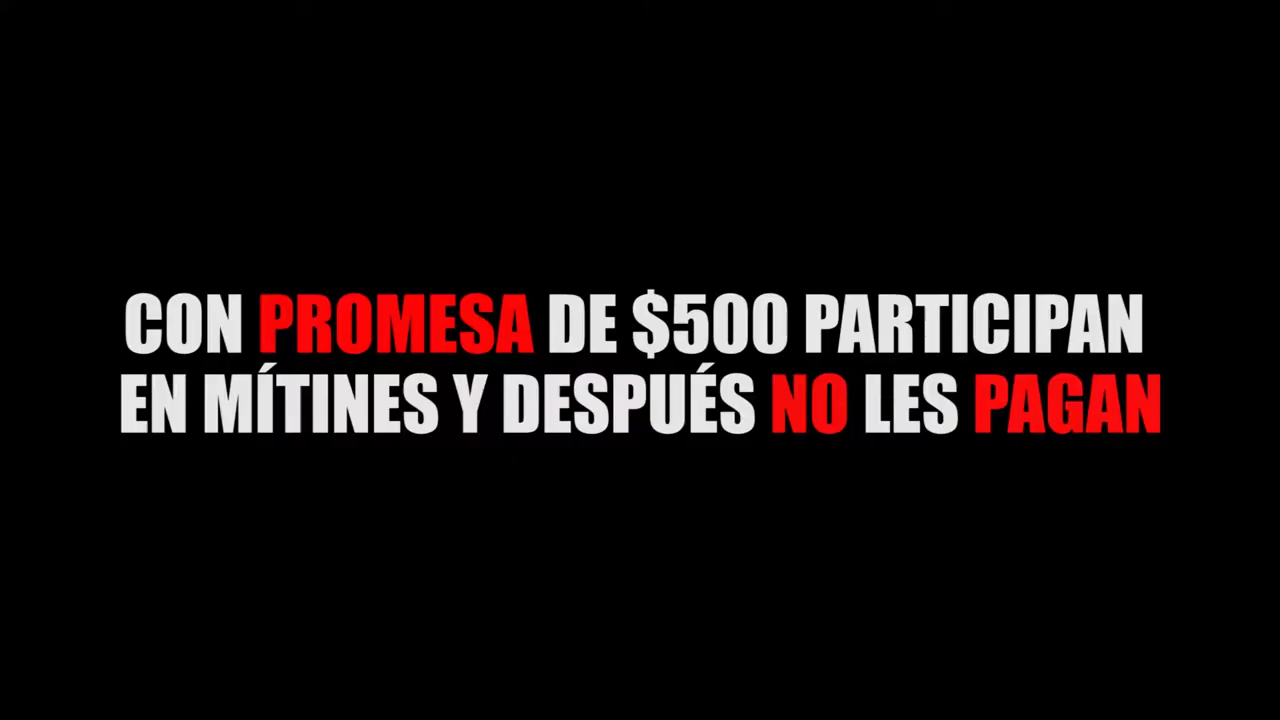 CON PROMESA DE $500 PARTICIPAN
EN MÍTINES Y DESPUÉS NO LES PAGAN